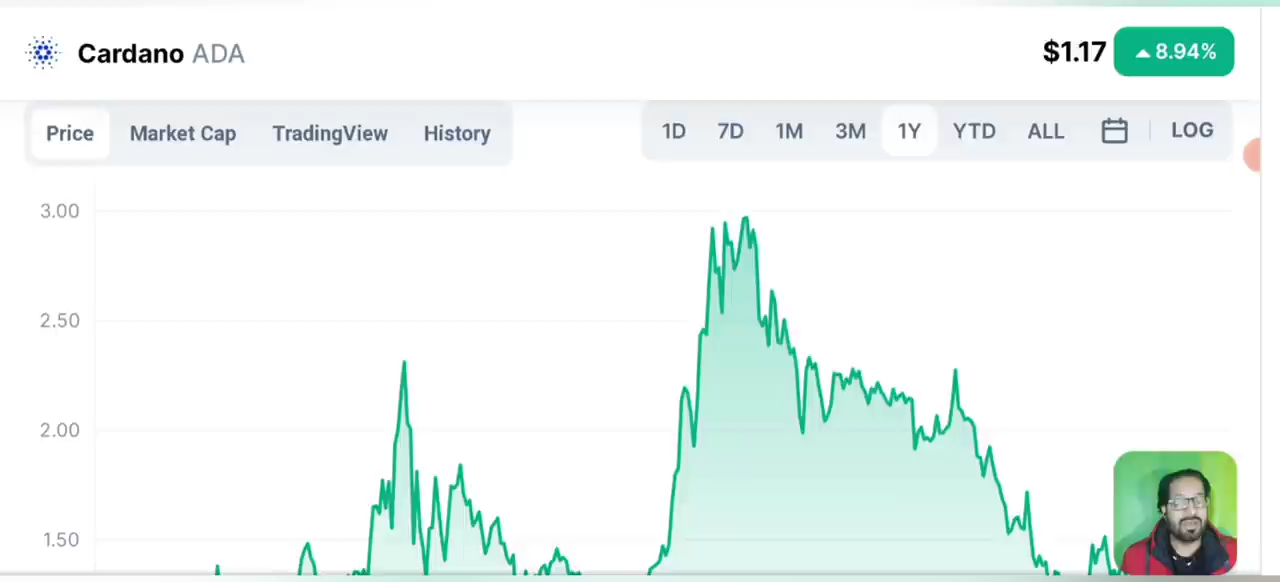 Cardano ADA $1.17 8.94%
Price Market Cap TradingView History 1D 7D 1M 3M 1Y YTD ALL LOG
3.00
2.50
2.00
1.50